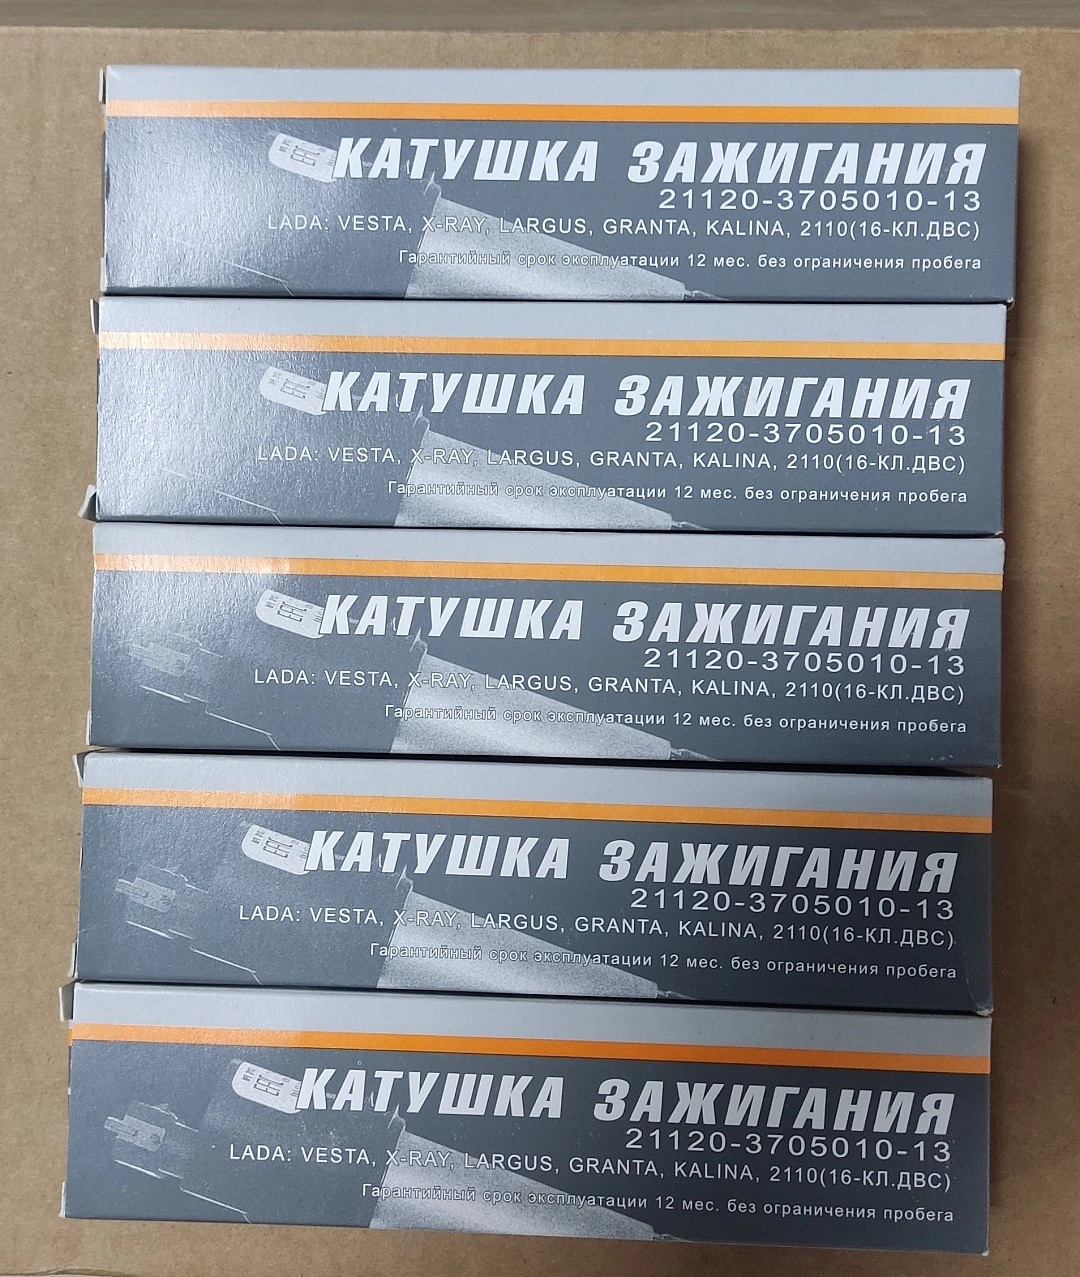 EAC
КАТУШКА ЗАЖИГАНИЯ
21120-3705010-13
LADA: VESTA, X-RAY, LARGUS, GRANTA, KALINA, 2110(16-КЛ.ДВС)
Гарантийный срок эксплуатации 12 мес. без ограничения пробега
EAC
КАТУШКА ЗАЖИГАНИЯ
21120-3705010-13
LADA: VESTA, X-RAY, LARGUS, GRANTA, KALINA, 2110(16-КЛ.ДВС)
Гарантийный срок эксплуатации 12 мес. без ограничения пробега
EAC
КАТУШКА ЗАЖИГАНИЯ
21120-3705010-13
LADA: VESTA, X-RAY, LARGUS, GRANTA, KALINA, 2110(16-КЛ.ДВС)
Гарантийный срок эксплуатации 12 мес. без ограничения пробега
EAC
КАТУШКА ЗАЖИГАНИЯ
21120-3705010-13
LADA: VESTA, X-RAY, LARGUS, GRANTA, KALINA, 2110(16-КЛ.ДВС)
Гарантийный срок эксплуатации 12 мес. без ограничения пробега
EAC
КАТУШКА ЗАЖИГАНИЯ
21120-3705010-13
LADA: VESTA, X-RAY, LARGUS, GRANTA, KALINA, 2110(16-КЛ.ДВС)
Гарантийный срок эксплуатации 12 мес. без ограничения пробега